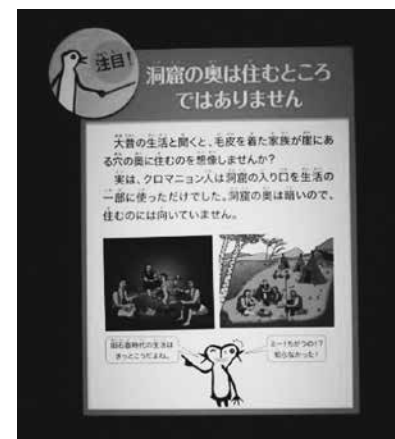 注目!
洞窟の奥は住むところ
ではありません
大昔の生活と聞くと、毛皮を着た家族が崖にあ
る穴の奥に住むのを想像しませんか?
実は、クロマニョン人は洞窟の入り口を生活の
一部に使っただけでした。洞窟の奥は暗いので、
住むのには向いていません。
旧石器時代の生活は
きっとこうだよね。
えー!ちがうの!?
知らなかった!